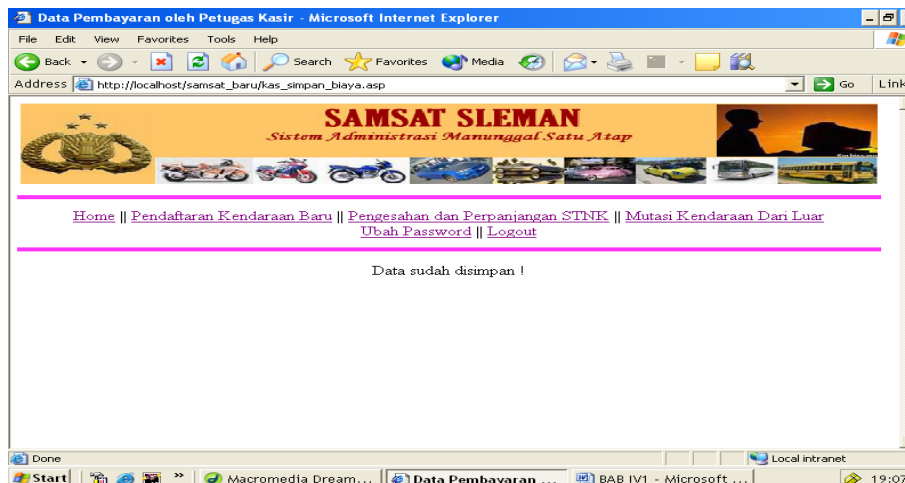 Data Pembayaran oleh Petugas Kasir - Microsoft Internet Explorer
File Edit View Favorites Tools Help
Back Search Favorites Media
Address http://localhost/samsat_baru/kas_simpan_biaya.asp Go Link
SAMSAT SLEMAN
Sistem Administrasi Manunggal Satu Atap
Home || Pendaftaran Kendaraan Baru || Pengesahan dan Perpanjangan STNK || Mutasi Kendaraan Dari Luar
Ubah Password || Logout
Data sudah disimpan !
Done Local intranet
Start » Macromedia Dream... Data Pembayaran ... BAB IV1 - Microsoft ... 19:07